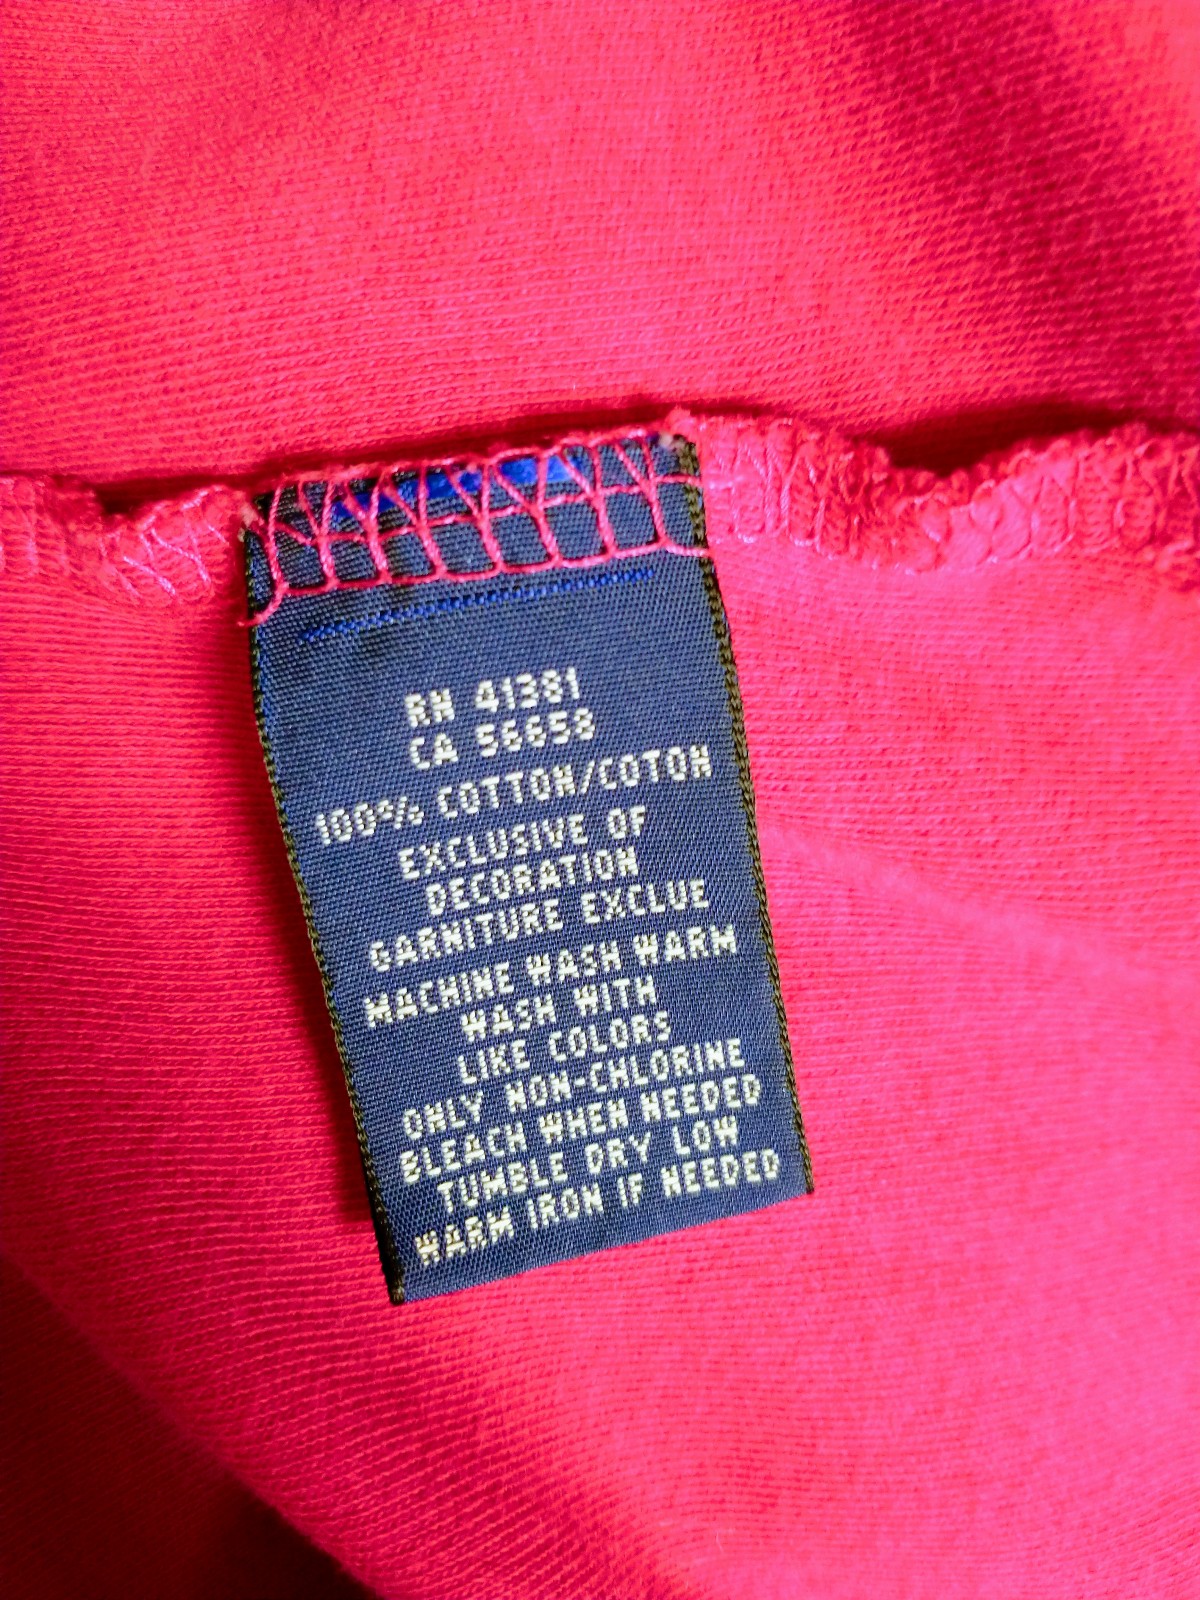 RN 41381
CA 56658
100% COTTON/COTON
EXCLUSIVE OF
DECORATION
GARNITURE EXCLUE
MACHINE WASH WARM
WASH WITH
LIKE COLORS
ONLY NON-CHLORINE
BLEACH WHEN NEEDED
TUMBLE DRY LOW
WARM IRON IF NEEDED